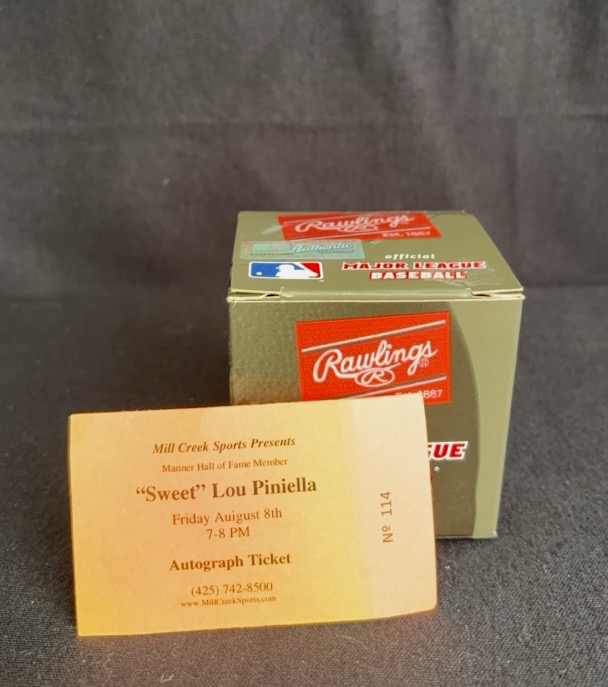 Rawlings
Est. 1887
Authentic
official
MAJOR LEAGUE
BASEBALL
Rawlings®
1887
GUE
Mill Creek Sports Presents
Mariner Hall of Fame Member
“Sweet” Lou Piniella
Friday Auigust 8th
7-8 PM
Autograph Ticket
(425) 742-8500
www.MillCreekSports.com
Nº 114